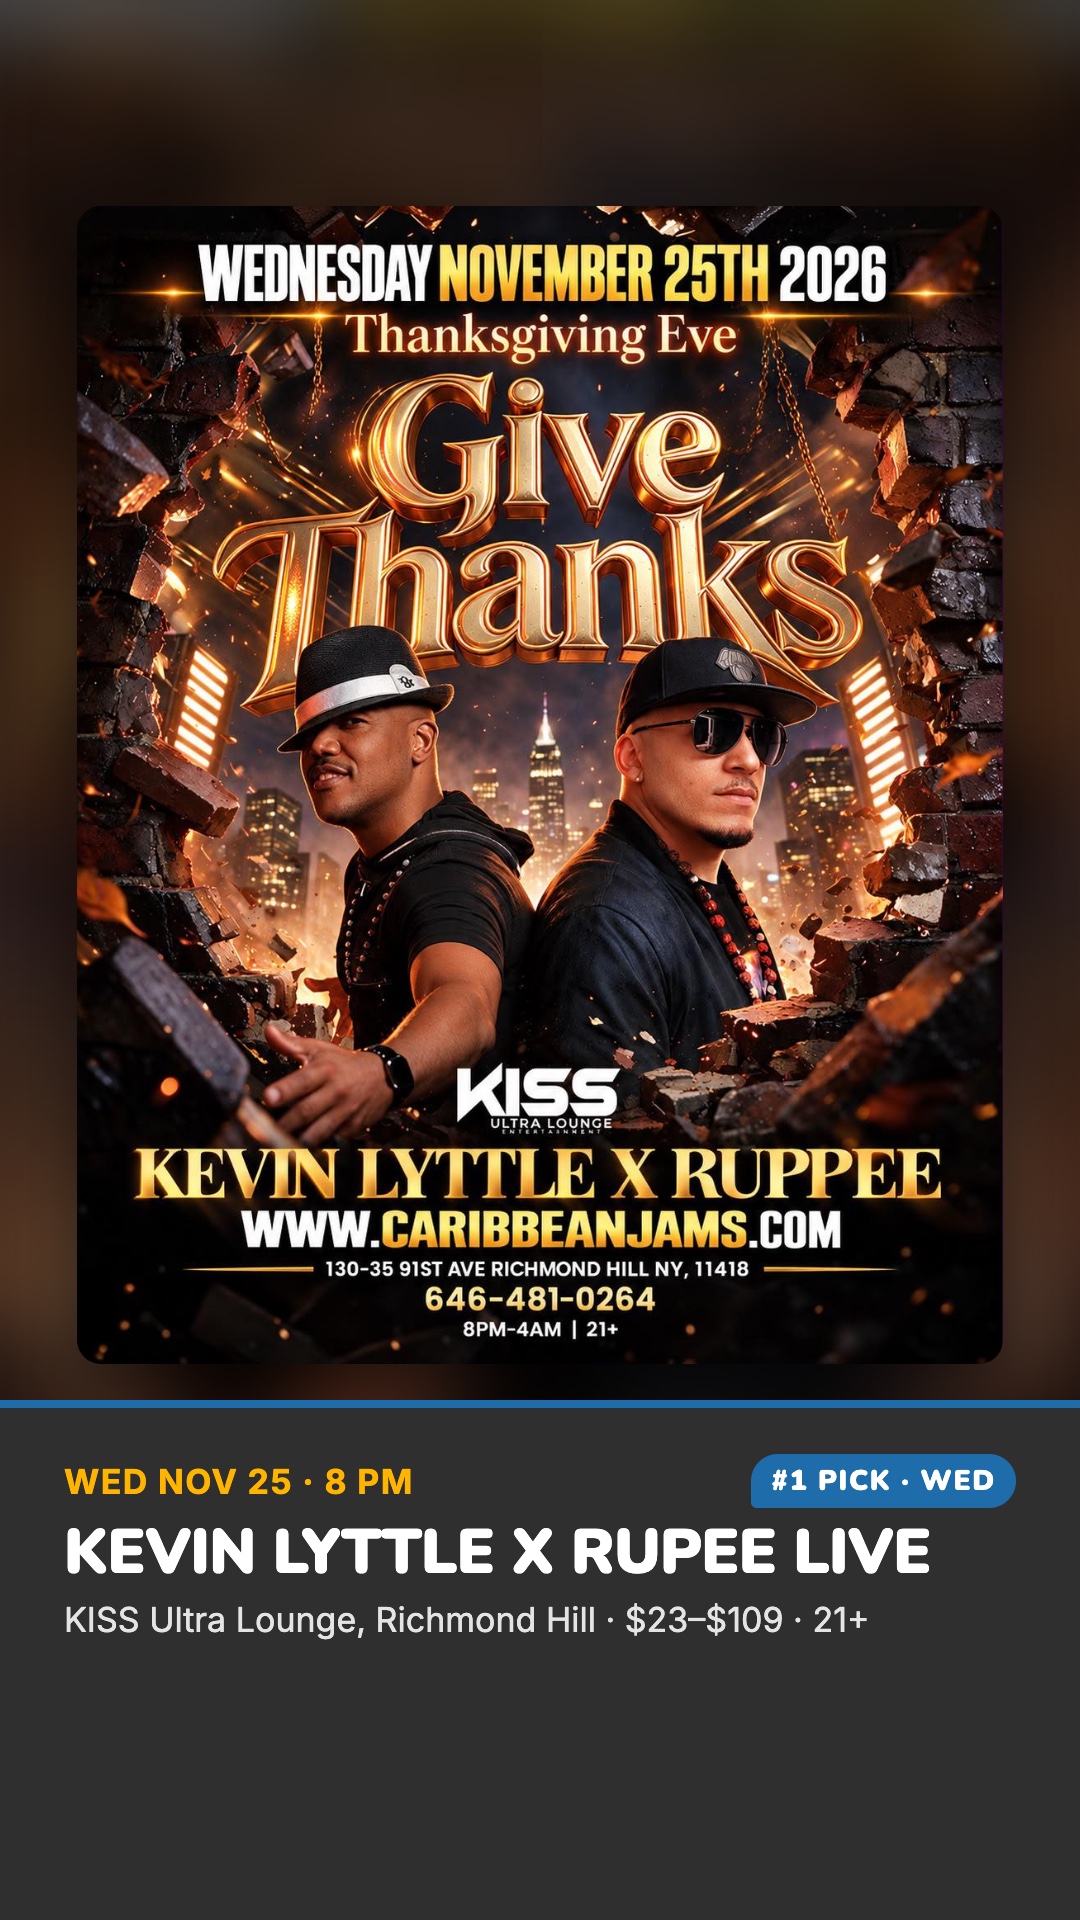 WEDNESDAY NOVEMBER 25TH 2026
Thanksgiving Eve
Give
Thanks
KISS
ULTRA LOUNGE
ENTERTAINMENT
KEVIN LYTTLE X RUPPEE
WWW.CARIBBEANJAMS.COM
130-35 91ST AVE RICHMOND HILL NY, 11418
646-481-0264
8PM-4AM | 21+
WED NOV 25 · 8 PM
#1 PICK · WED
KEVIN LYTTLE X RUPEE LIVE
KISS Ultra Lounge, Richmond Hill · $23–$109 · 21+